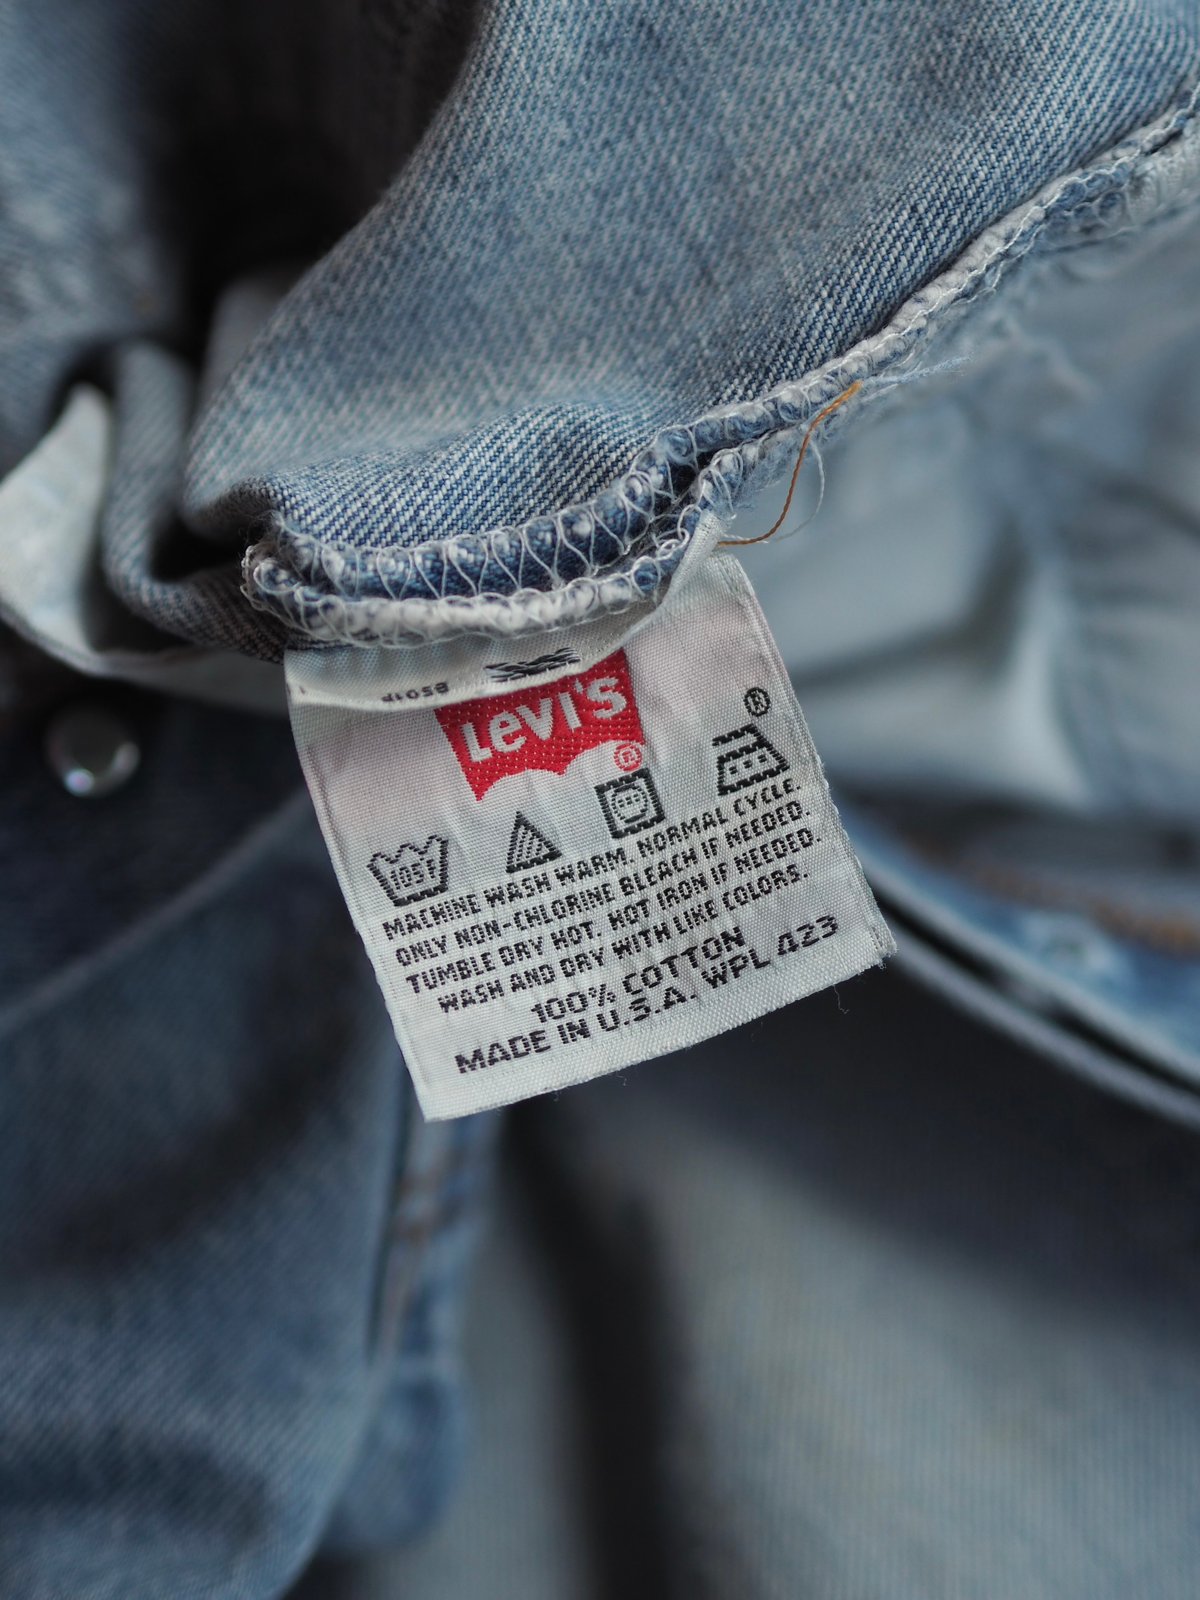 Levi's
®
®
105F
MACHINE WASH WARM. NORMAL CYCLE.
ONLY NON-CHLORINE BLEACH IF NEEDED.
TUMBLE DRY HOT. HOT IRON IF NEEDED.
WASH AND DRY WITH LIKE COLORS.
100% COTTON
MADE IN U.S.A. WPL 423